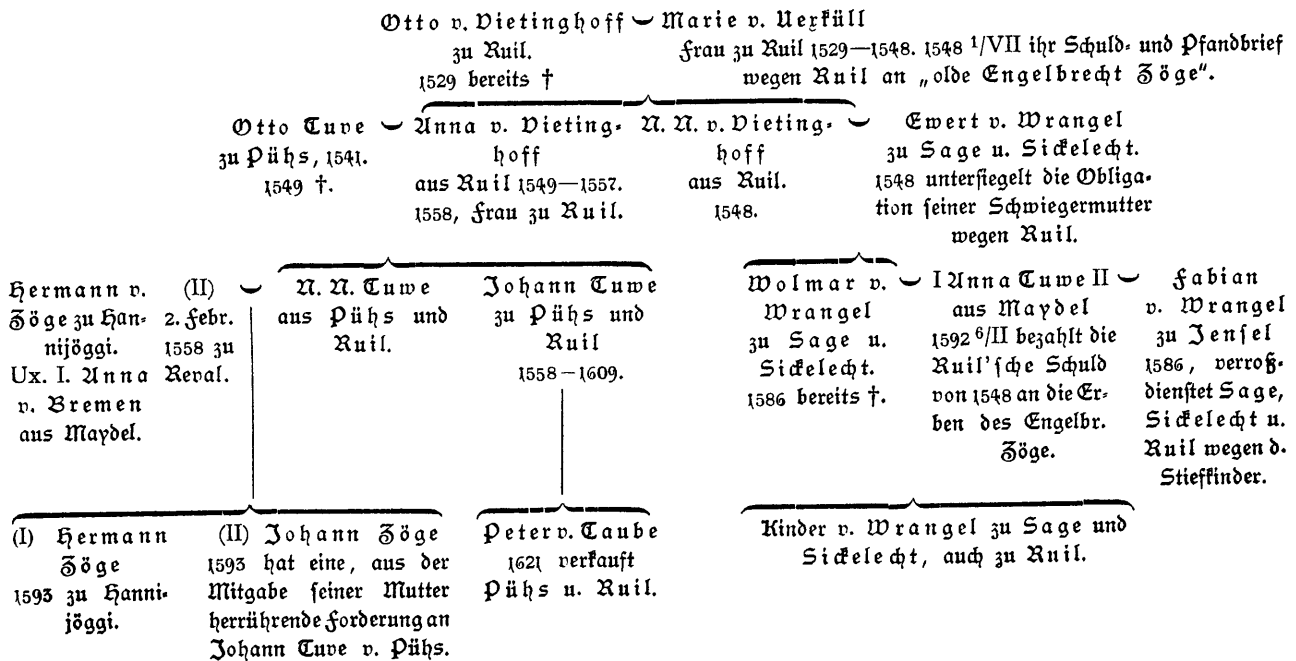 Otto v. Vietinghoff ⌣ Marie v. Uexküll
zu Ruil.
1529 bereits †
Frau zu Ruil 1529—1548. 1548 1/VII ihr Schuld- und Pfandbrief
wegen Ruil an „olde Engelbrecht Zöge".
Otto Tuve ⌣
zu Pühs, 1541.
1549 †.
Anna v. Vieting-
hoff
aus Ruil 1549—1557.
1558, Frau zu Ruil.
N. N. v. Vieting- ⌣
hoff
aus Ruil.
1548.
Ewert v. Wrangel
zu Sage u. Sickelecht.
1548 untersiegelt die Obliga-
tion seiner Schwiegermutter
wegen Ruil.
Hermann v.
Zöge zu Han-
nijöggi.
Ux. I. Anna
v. Bremen
aus Maydel.
(II) ⌣
2. Febr.
1558 zu
Reval.
N. N. Tuwe
aus Pühs und
Ruil.
Johann Tuwe
zu Pühs und
Ruil
1558—1609.
Wolmar v. ⌣
Wrangel
zu Sage u.
Sickelecht.
1586 bereits †.
I Anna Tuwe II ⌣
aus Maydel
1592 6/II bezahlt die
Ruil'sche Schuld
von 1548 an die Er-
ben des Engelbr.
Zöge.
Fabian
v. Wrangel
zu Jensel
1586, verroß-
dienstet Sage,
Sickelecht u.
Ruil wegen d.
Stiefkinder.
(I) Hermann
Zöge
1593 zu Hanni-
jöggi.
(II) Johann Zöge
1593 hat eine, aus der
Mitgabe seiner Mutter
herrührende Forderung an
Johann Tuve v. Pühs.
Peter v. Taube
1621 verkauft
Pühs u. Ruil.
Kinder v. Wrangel zu Sage und
Sickelecht, auch zu Ruil.